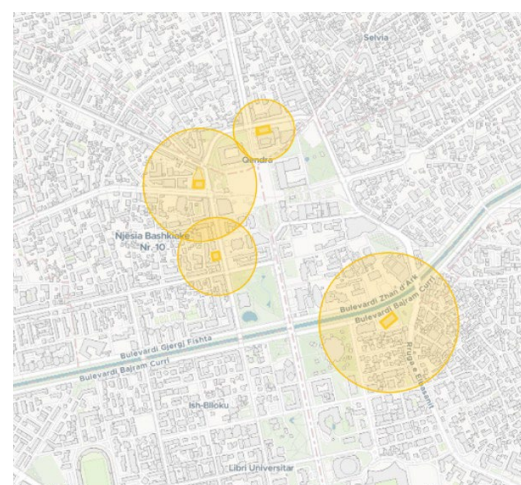 Selvia
Qendra
Njësia Bashkiake
Nr. 10
Bulevardi Zhan d'Ark
Bulevardi Bajram Curri
Bulevardi Gjergj Fishta
Bulevardi Bajram Curri
Rruga e Elbasanit
Ish-Blloku
Libri Universitar